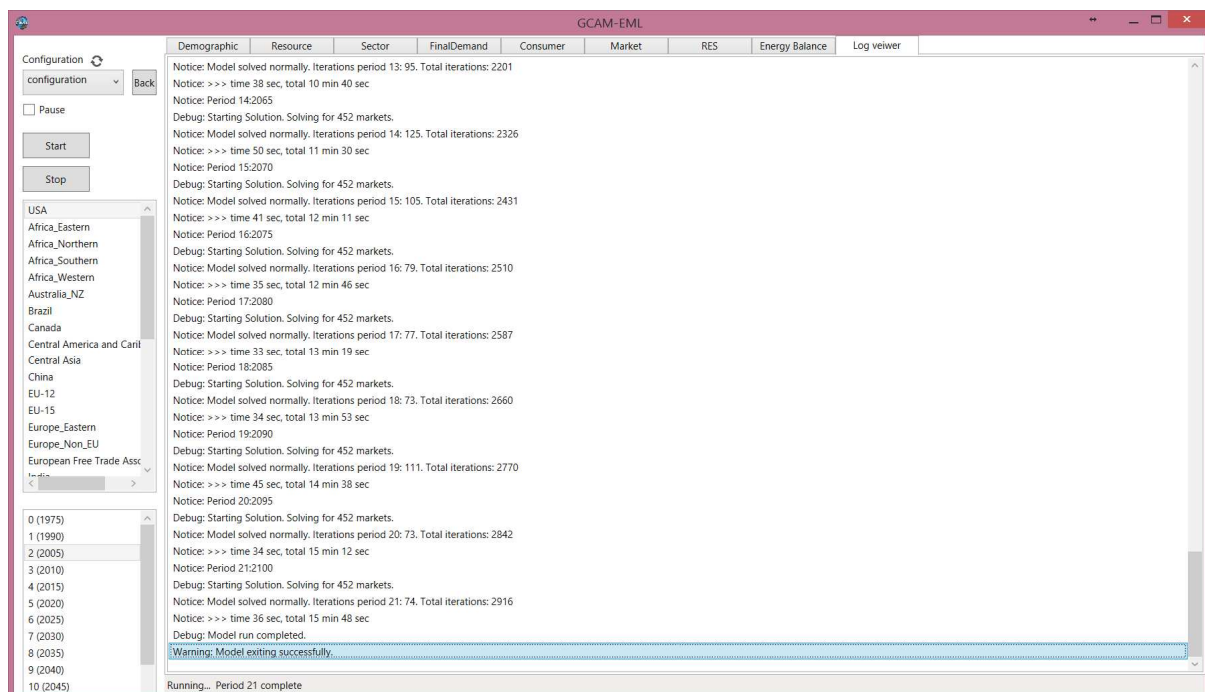 GCAM-EML
Demographic
Resource
Sector
FinalDemand
Consumer
Market
RES
Energy Balance
Log veiwer
Configuration
configuration
Back
Pause
Start
Stop
USA
Africa_Eastern
Africa_Northern
Africa_Southern
Africa_Western
Australia_NZ
Brazil
Canada
Central America and Carib
Central Asia
China
EU-12
EU-15
Europe_Eastern
Europe_Non_EU
European Free Trade Assc
India
0 (1975)
1 (1990)
2 (2005)
3 (2010)
4 (2015)
5 (2020)
6 (2025)
7 (2030)
8 (2035)
9 (2040)
10 (2045)
Notice: Model solved normally. Iterations period 13: 95. Total iterations: 2201
Notice: >>> time 38 sec, total 10 min 40 sec
Notice: Period 14:2065
Debug: Starting Solution. Solving for 452 markets.
Notice: Model solved normally. Iterations period 14: 125. Total iterations: 2326
Notice: >>> time 50 sec, total 11 min 30 sec
Notice: Period 15:2070
Debug: Starting Solution. Solving for 452 markets.
Notice: Model solved normally. Iterations period 15: 105. Total iterations: 2431
Notice: >>> time 41 sec, total 12 min 11 sec
Notice: Period 16:2075
Debug: Starting Solution. Solving for 452 markets.
Notice: Model solved normally. Iterations period 16: 79. Total iterations: 2510
Notice: >>> time 35 sec, total 12 min 46 sec
Notice: Period 17:2080
Debug: Starting Solution. Solving for 452 markets.
Notice: Model solved normally. Iterations period 17: 77. Total iterations: 2587
Notice: >>> time 33 sec, total 13 min 19 sec
Notice: Period 18:2085
Debug: Starting Solution. Solving for 452 markets.
Notice: Model solved normally. Iterations period 18: 73. Total iterations: 2660
Notice: >>> time 34 sec, total 13 min 53 sec
Notice: Period 19:2090
Debug: Starting Solution. Solving for 452 markets.
Notice: Model solved normally. Iterations period 19: 111. Total iterations: 2770
Notice: >>> time 45 sec, total 14 min 38 sec
Notice: Period 20:2095
Debug: Starting Solution. Solving for 452 markets.
Notice: Model solved normally. Iterations period 20: 73. Total iterations: 2842
Notice: >>> time 34 sec, total 15 min 12 sec
Notice: Period 21:2100
Debug: Starting Solution. Solving for 452 markets.
Notice: Model solved normally. Iterations period 21: 74. Total iterations: 2916
Notice: >>> time 36 sec, total 15 min 48 sec
Debug: Model run completed.
Warning: Model exiting successfully.
Running... Period 21 complete